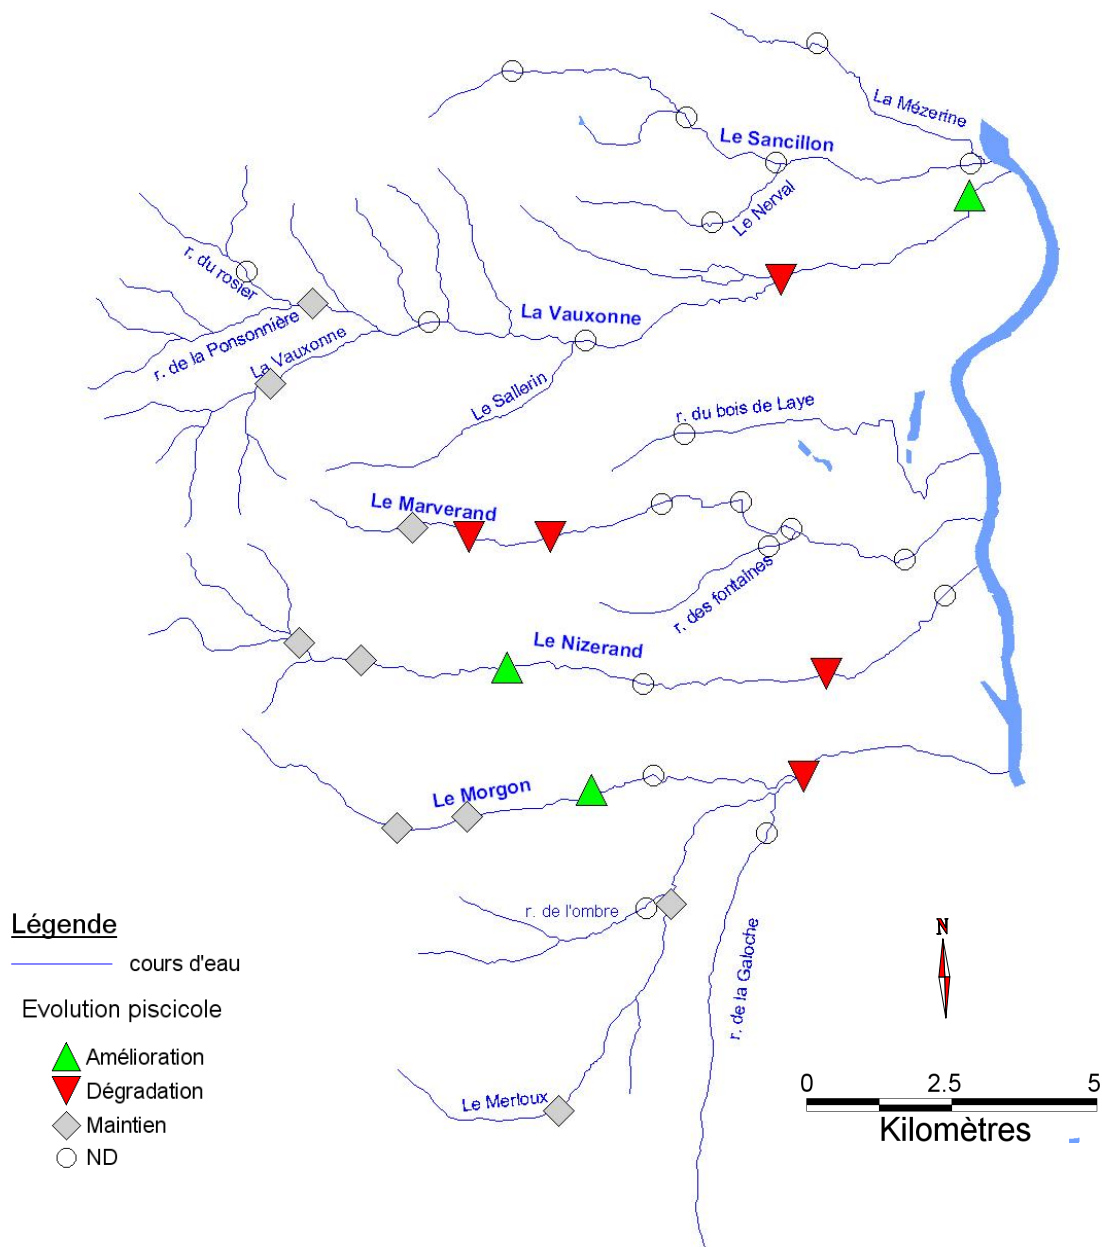 La Mézerine
Le Sancillon
Le Nerval
r. du rosier
La Vauxonne
r. de la Ponsonnière
La Vauxonne
Le Sallerin
r. du bois de Laye
Le Marverand
r. des fontaines
Le Nizerand
Le Morgon
r. de l'ombre
r. de la Galoche
Le Merloux
Légende
cours d'eau
Evolution piscicole
Amélioration
Dégradation
Maintien
ND
N
0 2.5 5
Kilomètres